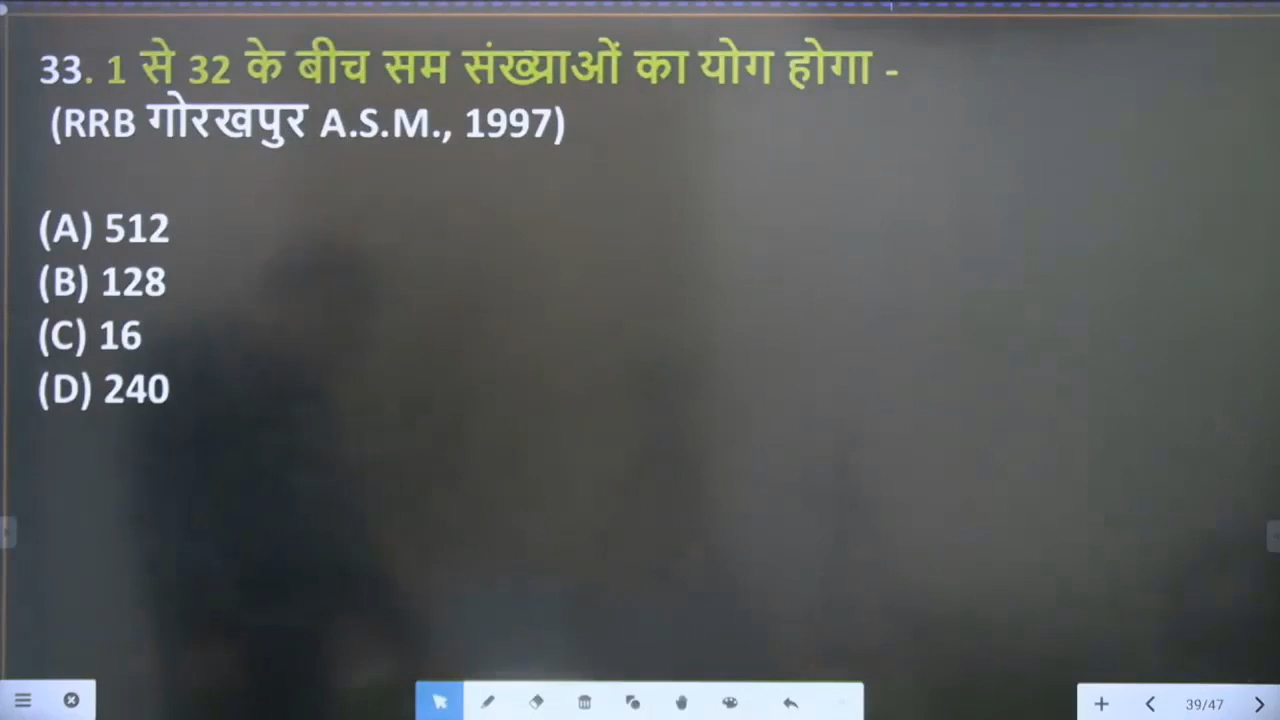 33. 1 से 32 के बीच सम संख्याओं का योग होगा -
(RRB गोरखपुर A.S.M., 1997)
(A) 512
(B) 128
(C) 16
(D) 240
39/47